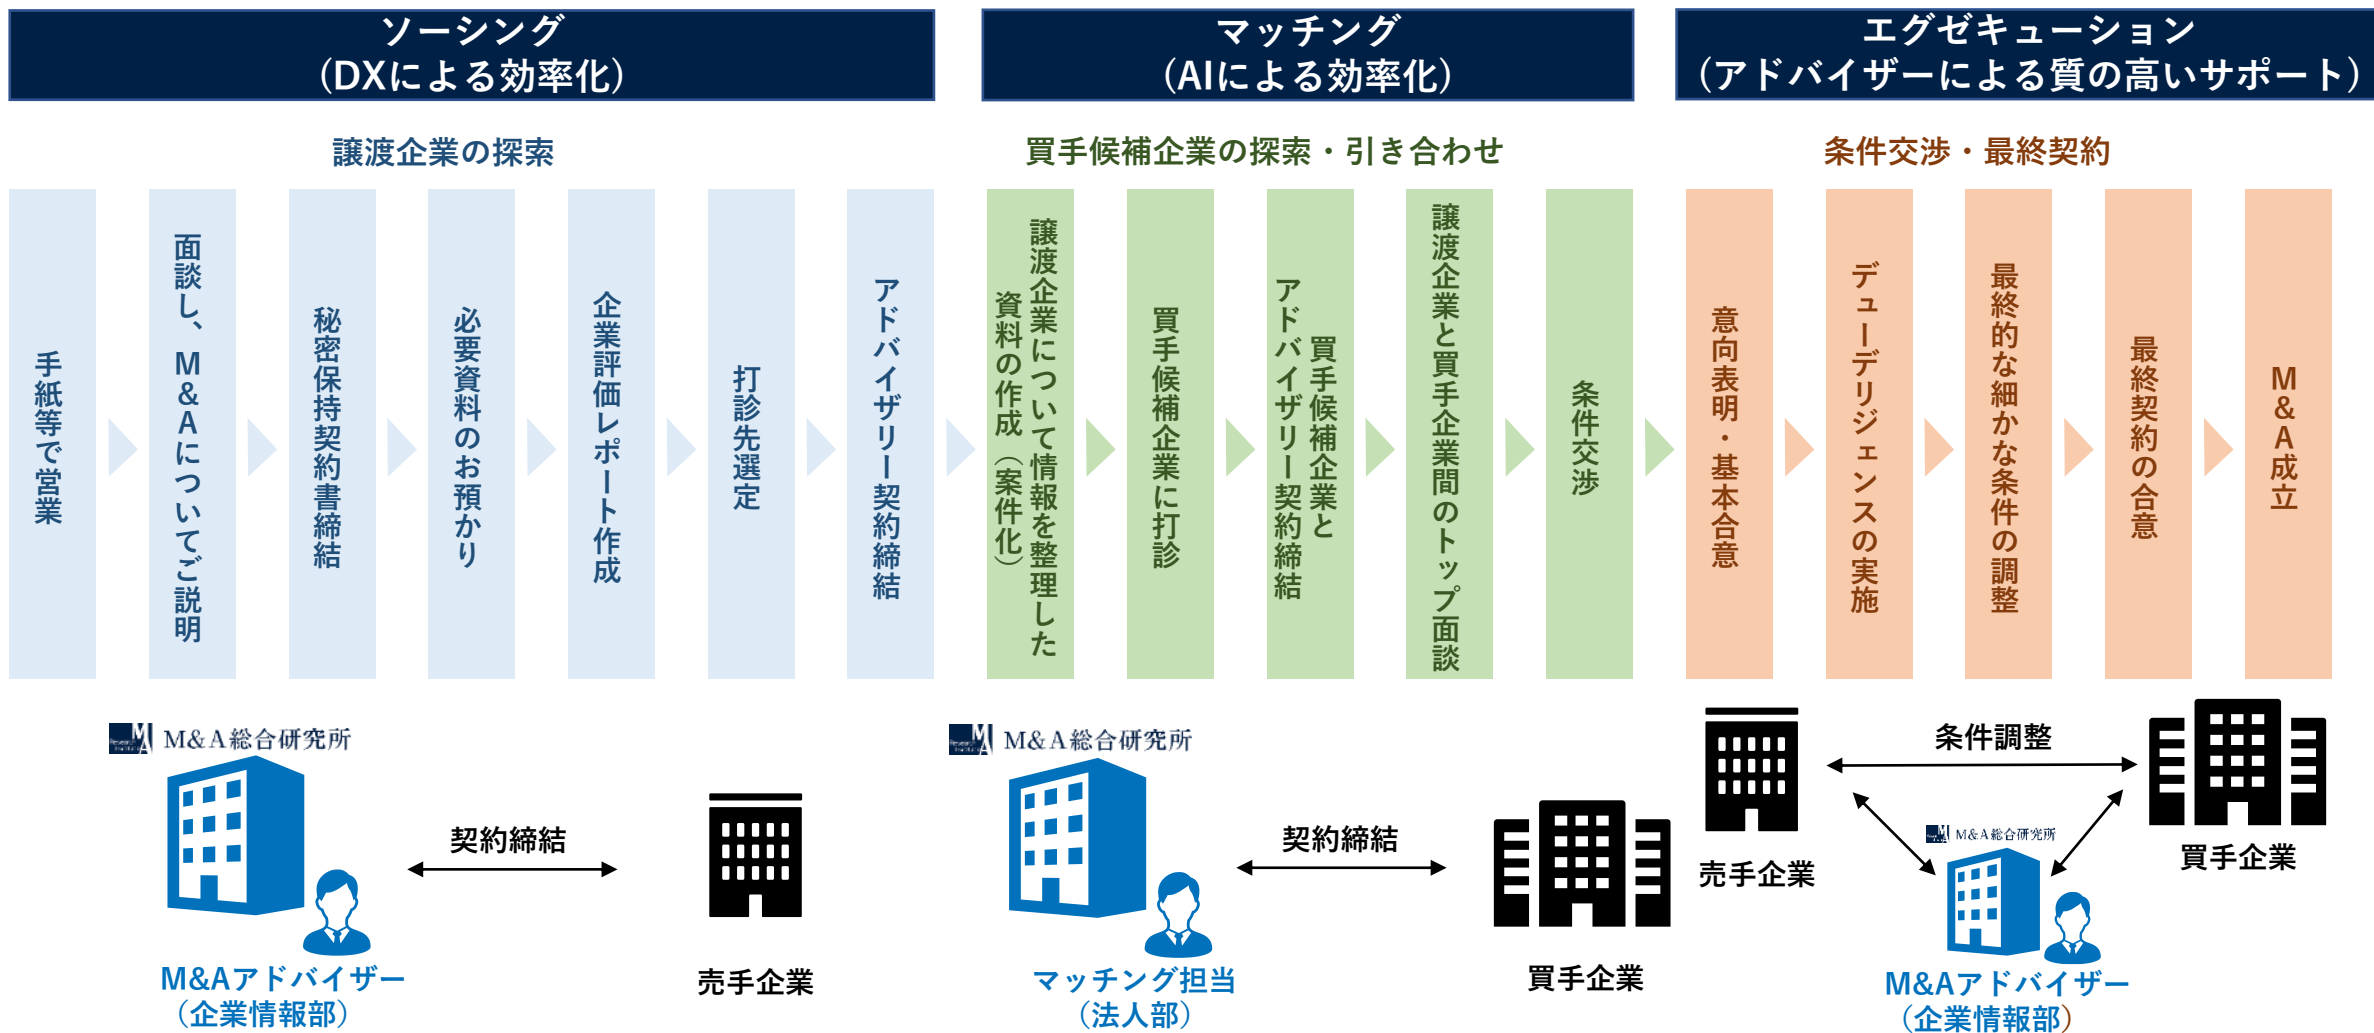 ソーシング
（DXによる効率化）
マッチング
（AIによる効率化）
エグゼキューション
（アドバイザーによる質の高いサポート）
譲渡企業の探索
買手候補企業の探索・引き合わせ
条件交渉・最終契約
手紙等で営業
面談し、M&Aについてご説明
秘密保持契約書締結
必要資料のお預かり
企業評価レポート作成
打診先選定
アドバイザリー契約締結
譲渡企業について情報を整理した
資料の作成（案件化）
買手候補企業に打診
買手候補企業と
アドバイザリー契約締結
譲渡企業と買手企業間のトップ面談
条件交渉
意向表明・基本合意
デューデリジェンスの実施
最終的な細かな条件の調整
最終契約の合意
M&A成立
M&A総合研究所
契約締結
M&Aアドバイザー
（企業情報部）
売手企業
M&A総合研究所
契約締結
マッチング担当
（法人部）
買手企業
条件調整
売手企業
買手企業
M&A総合研究所
M&Aアドバイザー
（企業情報部）